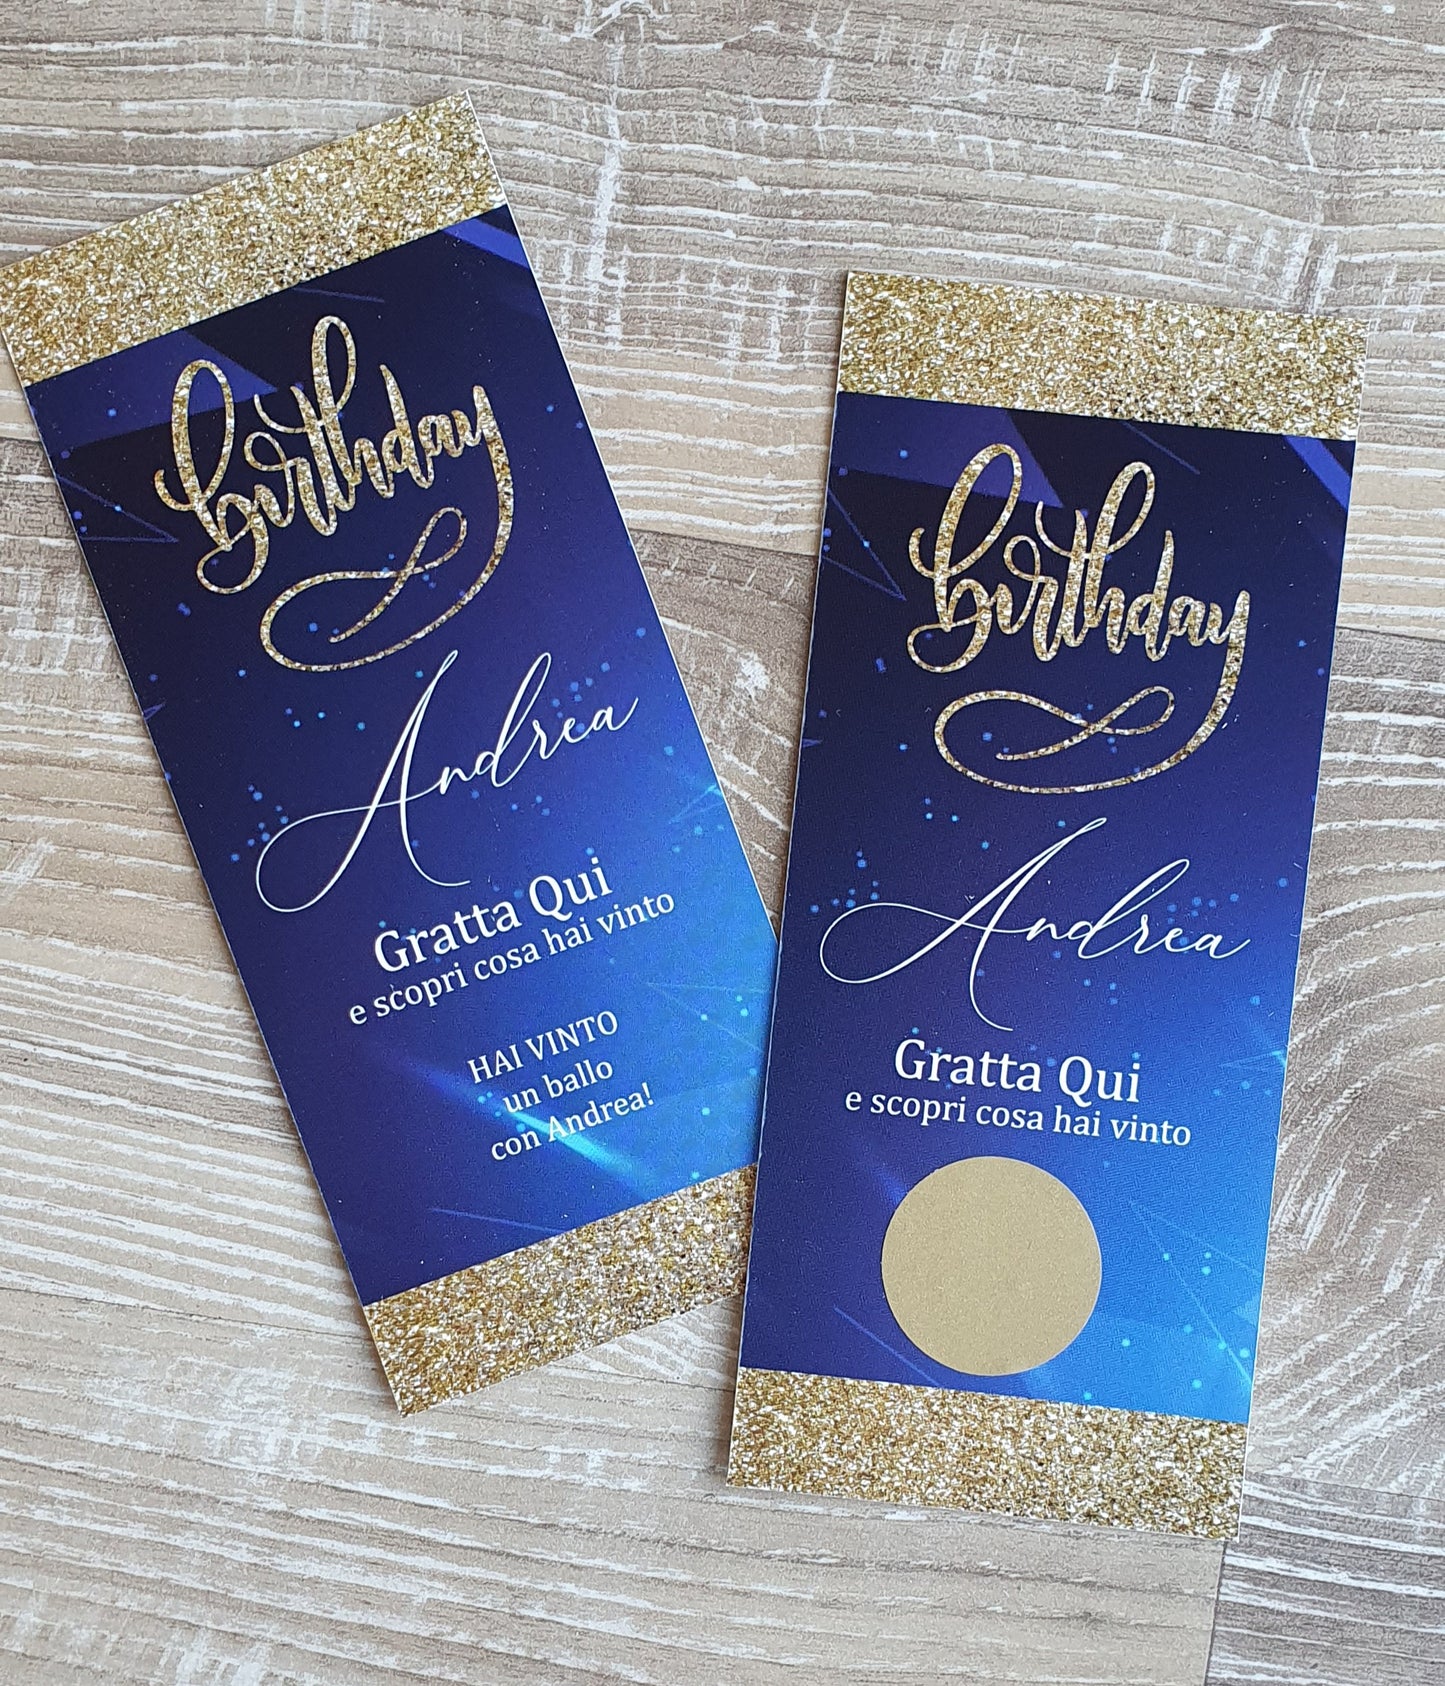 birthday
Andrea
Gratta Qui
e scopri cosa hai vinto
HAI VINTO
un ballo
con Andrea!
birthday
Andrea
Gratta Qui
e scopri cosa hai vinto